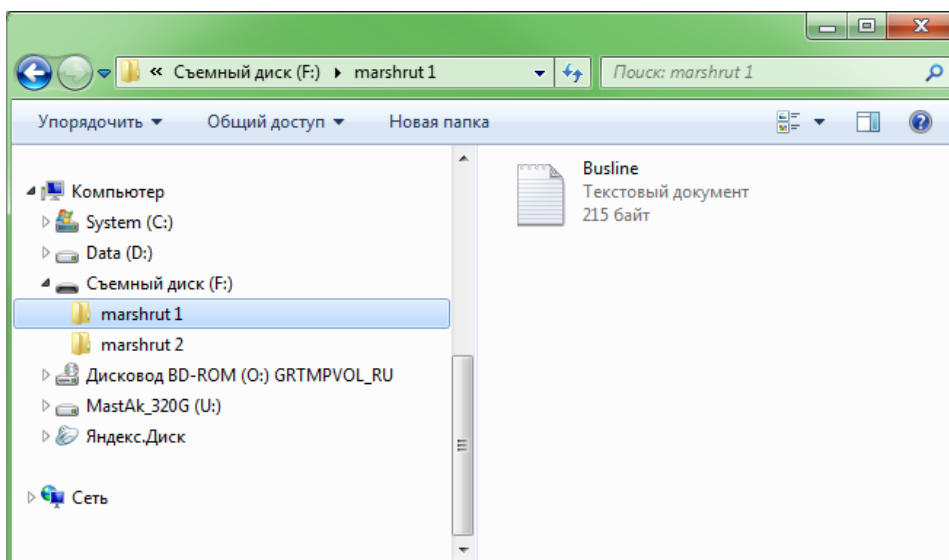 « Съемный диск (F:) ▸ marshrut 1
Поиск: marshrut 1
Упорядочить ▾ Общий доступ ▾ Новая папка
Компьютер
System (C:)
Data (D:)
Съемный диск (F:)
marshrut 1
marshrut 2
Дисковод BD-ROM (O:) GRTMPVOL_RU
MastAk_320G (U:)
Яндекс.Диск
Сеть
Busline
Текстовый документ
215 байт